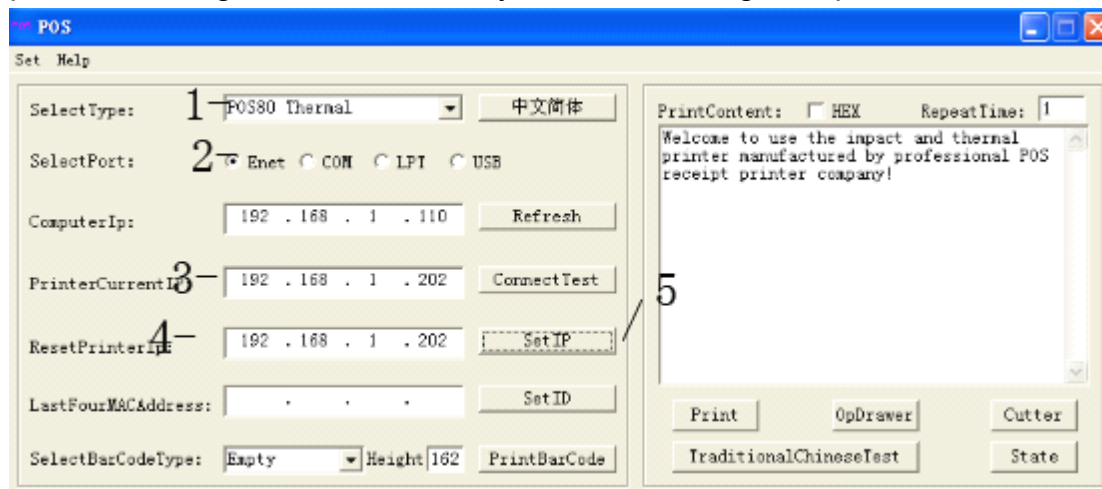 POS
Set Help
SelectType: 1 POS80 Thermal 中文简体
SelectPort: 2 Enet COM LPT USB
ComputerIp: 192 . 168 . 1 . 110 Refresh
PrinterCurrentI 3 192 . 168 . 1 . 202 ConnectTest
ResetPrinterIp: 4 192 . 168 . 1 . 202 SetIP 5
LastFourMACAddress: . . . SetID
SelectBarCodeType: Empty Height 162 PrintBarCode
PrintContent: HEX RepeatTime: 1
Welcome to use the impact and thermal
printer manufactured by professional POS
receipt printer company!
Print OpDrawer Cutter
TraditionalChineseTest State